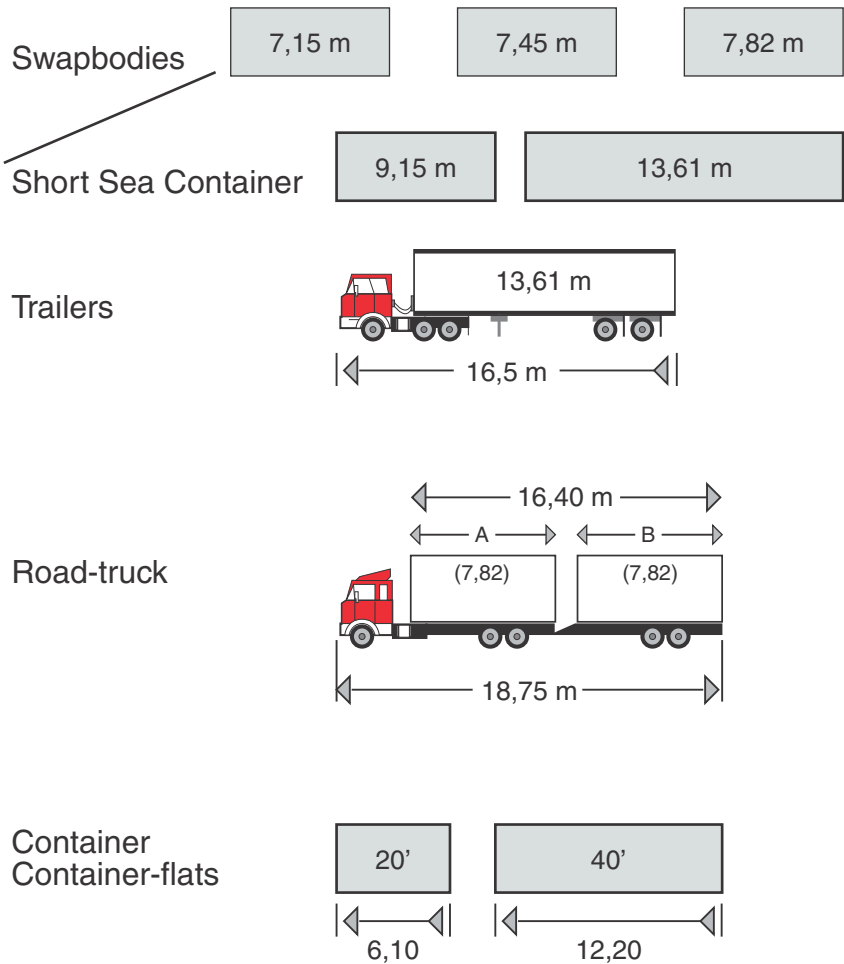 Swapbodies
7,15 m
7,45 m
7,82 m
Short Sea Container
9,15 m
13,61 m
Trailers
13,61 m
16,5 m
Road-truck
16,40 m
A
B
(7,82)
(7,82)
18,75 m
Container
Container-flats
20’
40’
6,10
12,20